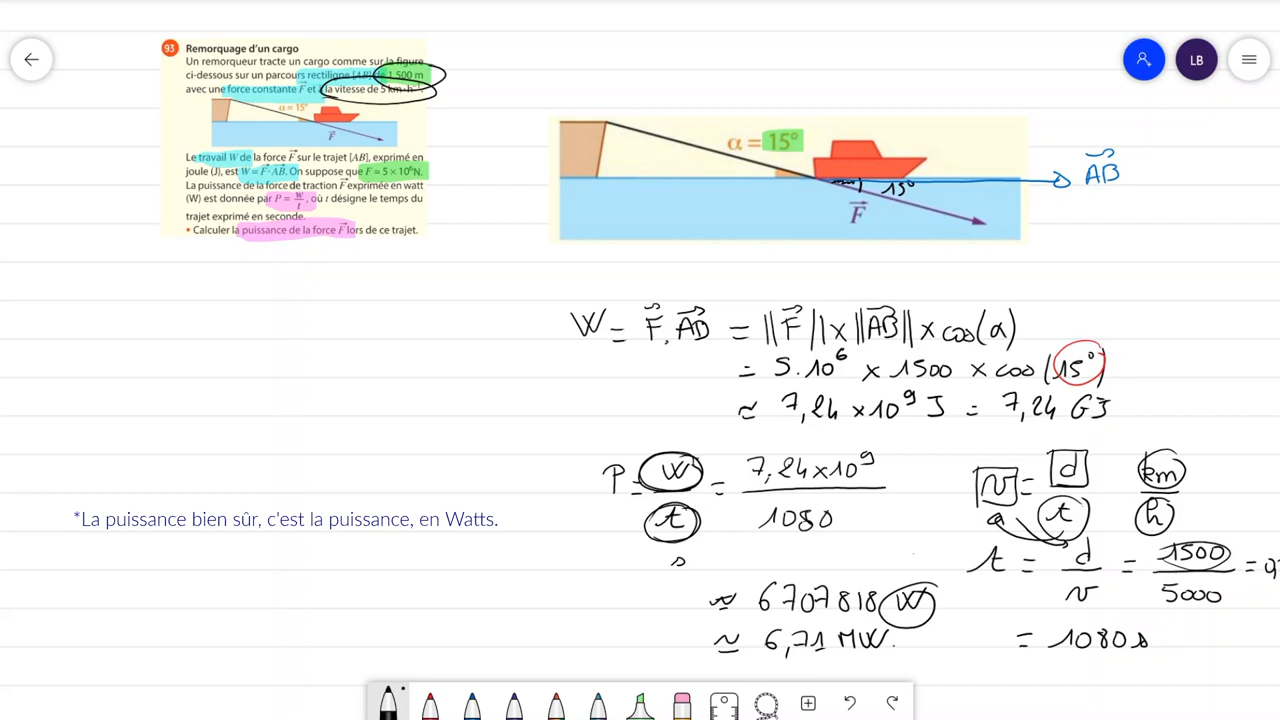 LB
93 Remorquage d'un cargo
Un remorqueur tracte un cargo comme sur la figure
ci-dessous sur un parcours rectiligne [AB] de 1 500 m
avec une force constante F et à la vitesse de 5 km·h⁻¹.
α = 15°
F
Le travail W de la force F sur le trajet [AB], exprimé en
joule (J), est W = F·AB. On suppose que F = 5 × 10⁶ N.
La puissance de la force de traction F exprimée en watt
(W) est donnée par P = W/t, où t désigne le temps du
trajet exprimé en seconde.
• Calculer la puissance de la force F lors de ce trajet.
α = 15°
15°
F
AB
W = F . AB = ||F|| × ||AB|| × cos(α)
= 5.10⁶ × 1500 × cos(15°)
≈ 7,24 × 10⁹ J = 7,24 GJ
P = W/t = 7,24×10⁹/1080
s
≈ 6707818 W
≈ 6,71 MW.
v = d/t km/h
t = d/v = 1500/5000 =
= 1080 s
*La puissance bien sûr, c'est la puissance, en Watts.